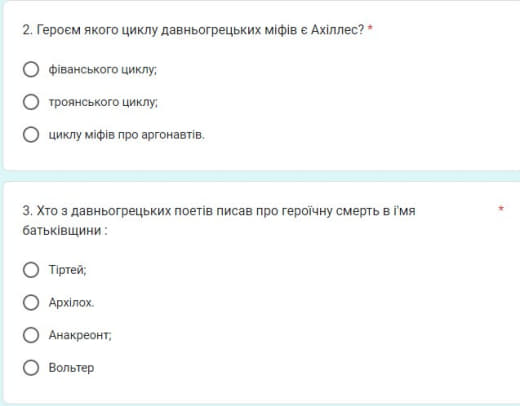 2. Героєм якого циклу давньогрецьких міфів є Ахіллес? *
фіванського циклу;
троянського циклу;
циклу міфів про аргонавтів.
3. Хто з давньогрецьких поетів писав про героїчну смерть в і'мя *
батьківщини :
Тіртей;
Архілох.
Анакреонт;
Вольтер